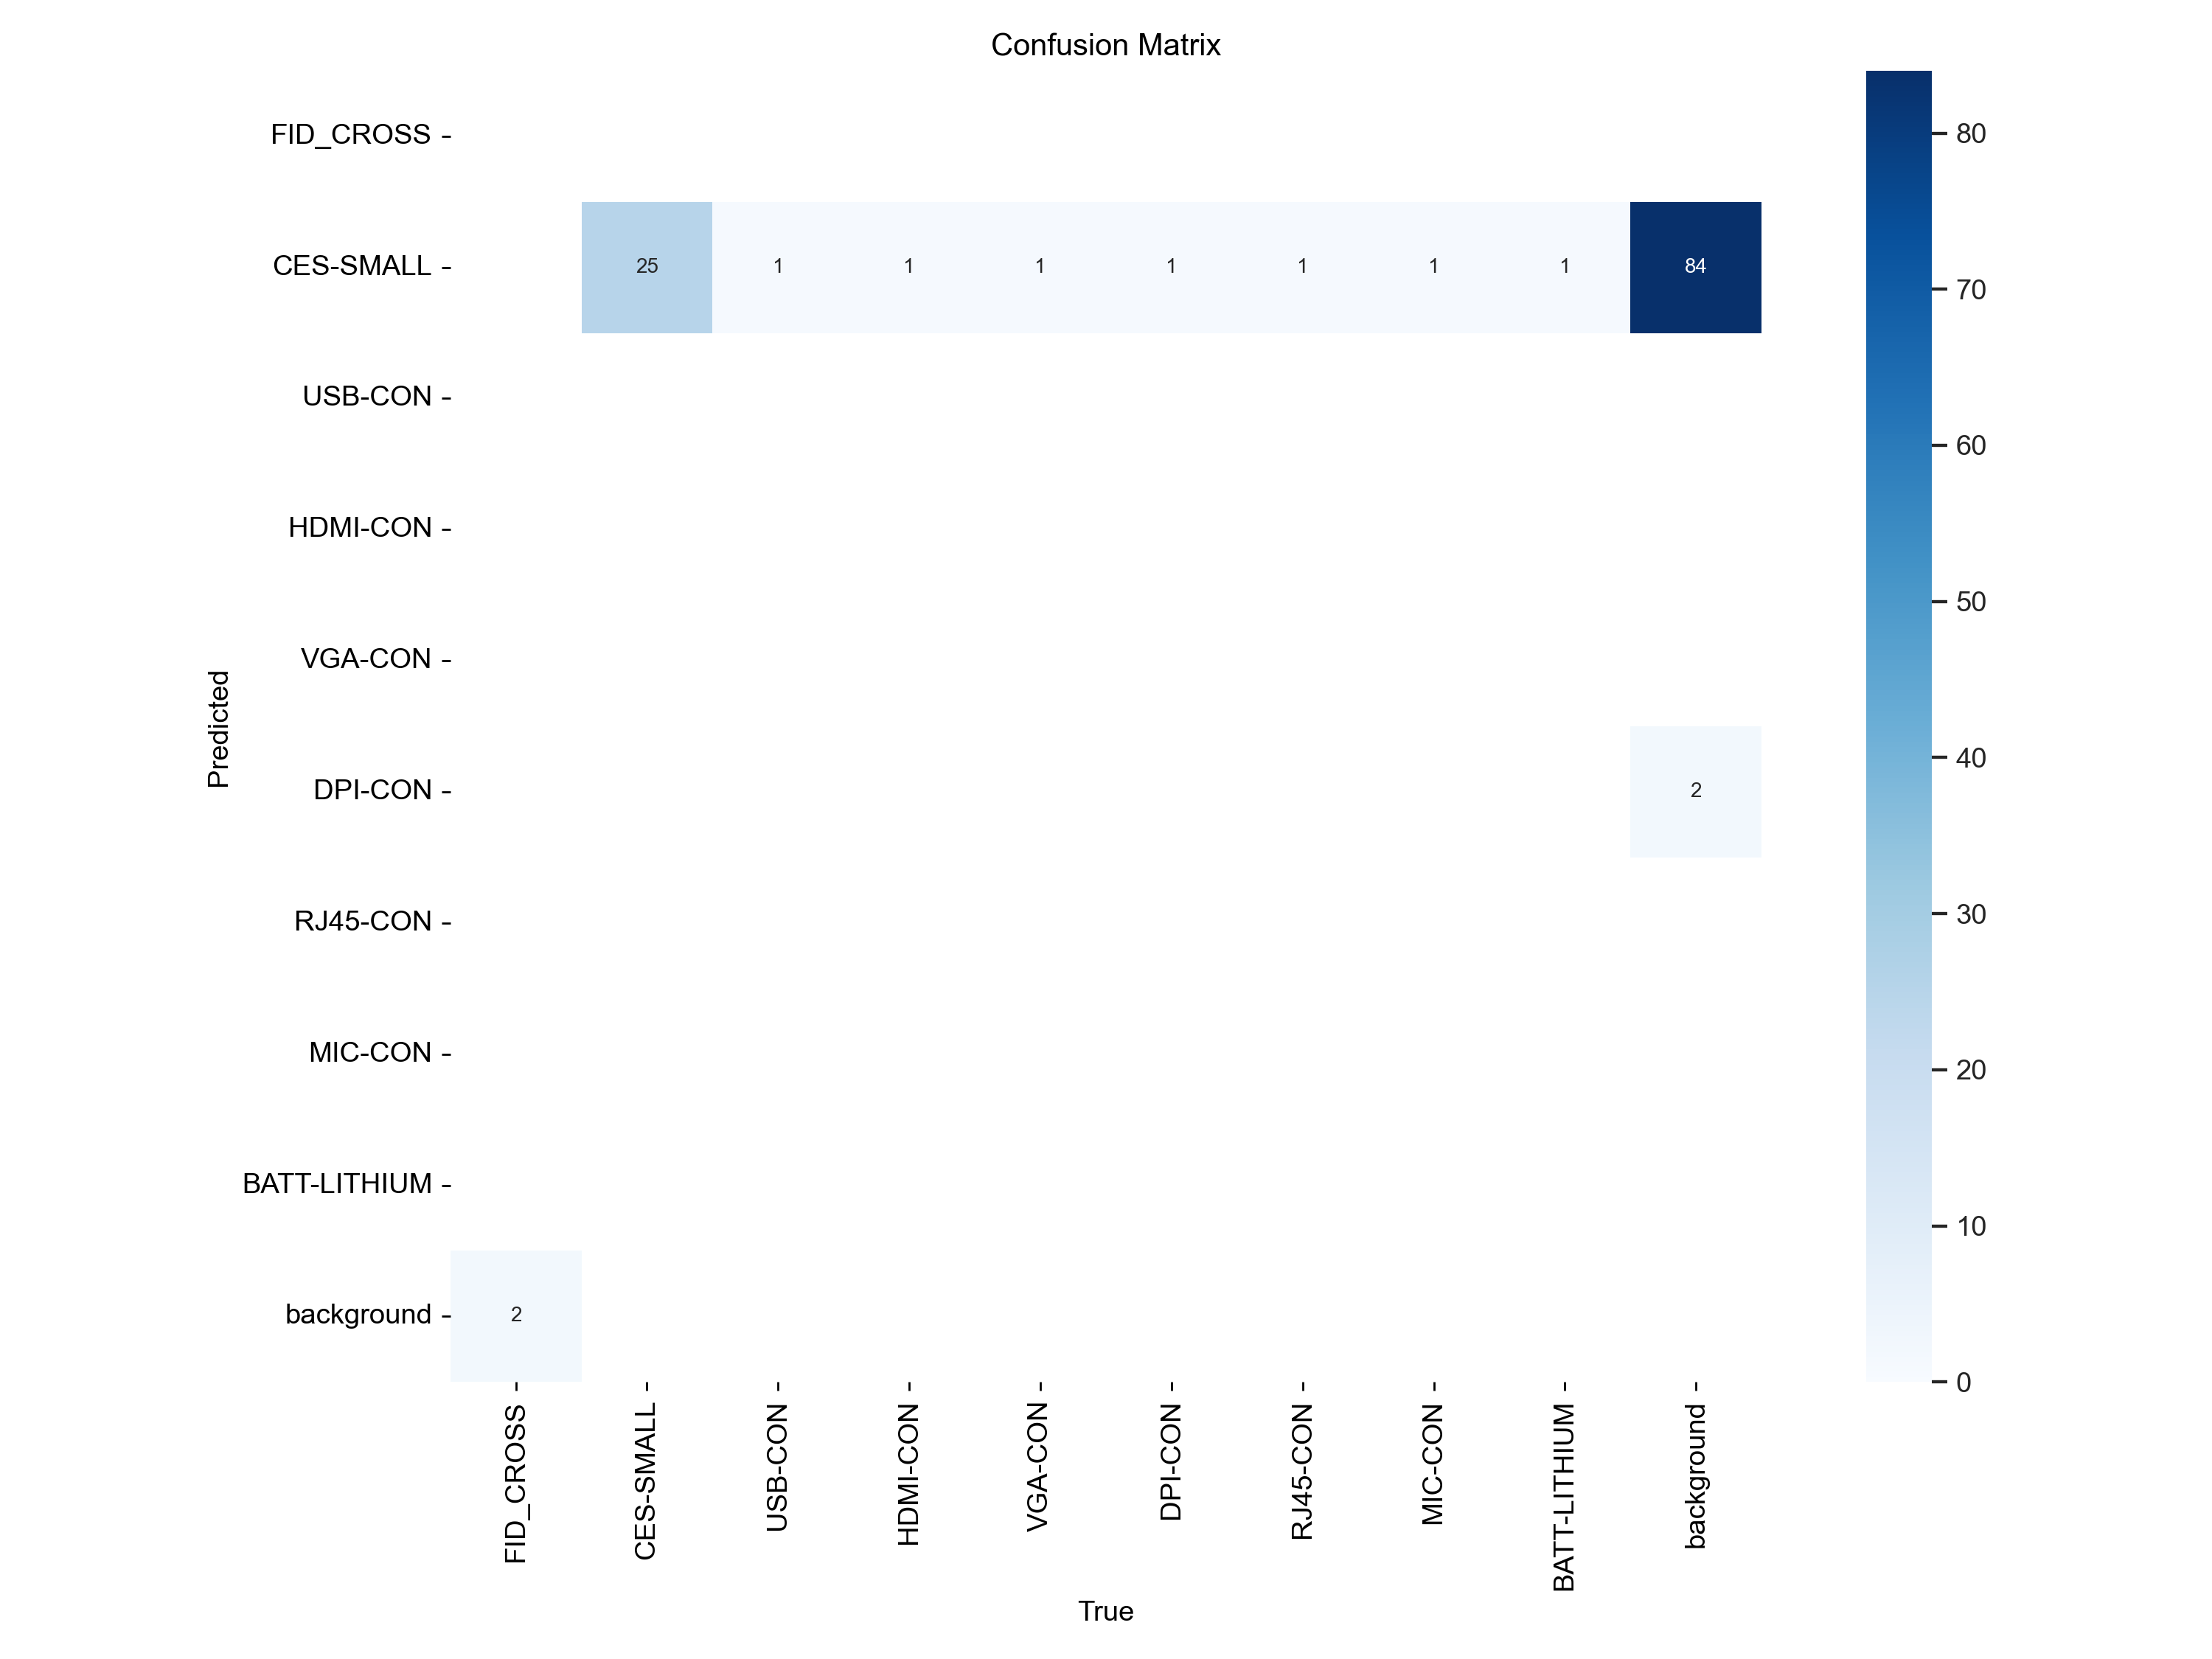 Confusion Matrix
FID_CROSS
CES-SMALL
25 1 1 1 1 1 1 1 84
USB-CON
HDMI-CON
VGA-CON
DPI-CON
2
RJ45-CON
MIC-CON
BATT-LITHIUM
background
2
Predicted
FID_CROSS
CES-SMALL
USB-CON
HDMI-CON
VGA-CON
DPI-CON
RJ45-CON
MIC-CON
BATT-LITHIUM
background
True
80
70
60
50
40
30
20
10
0